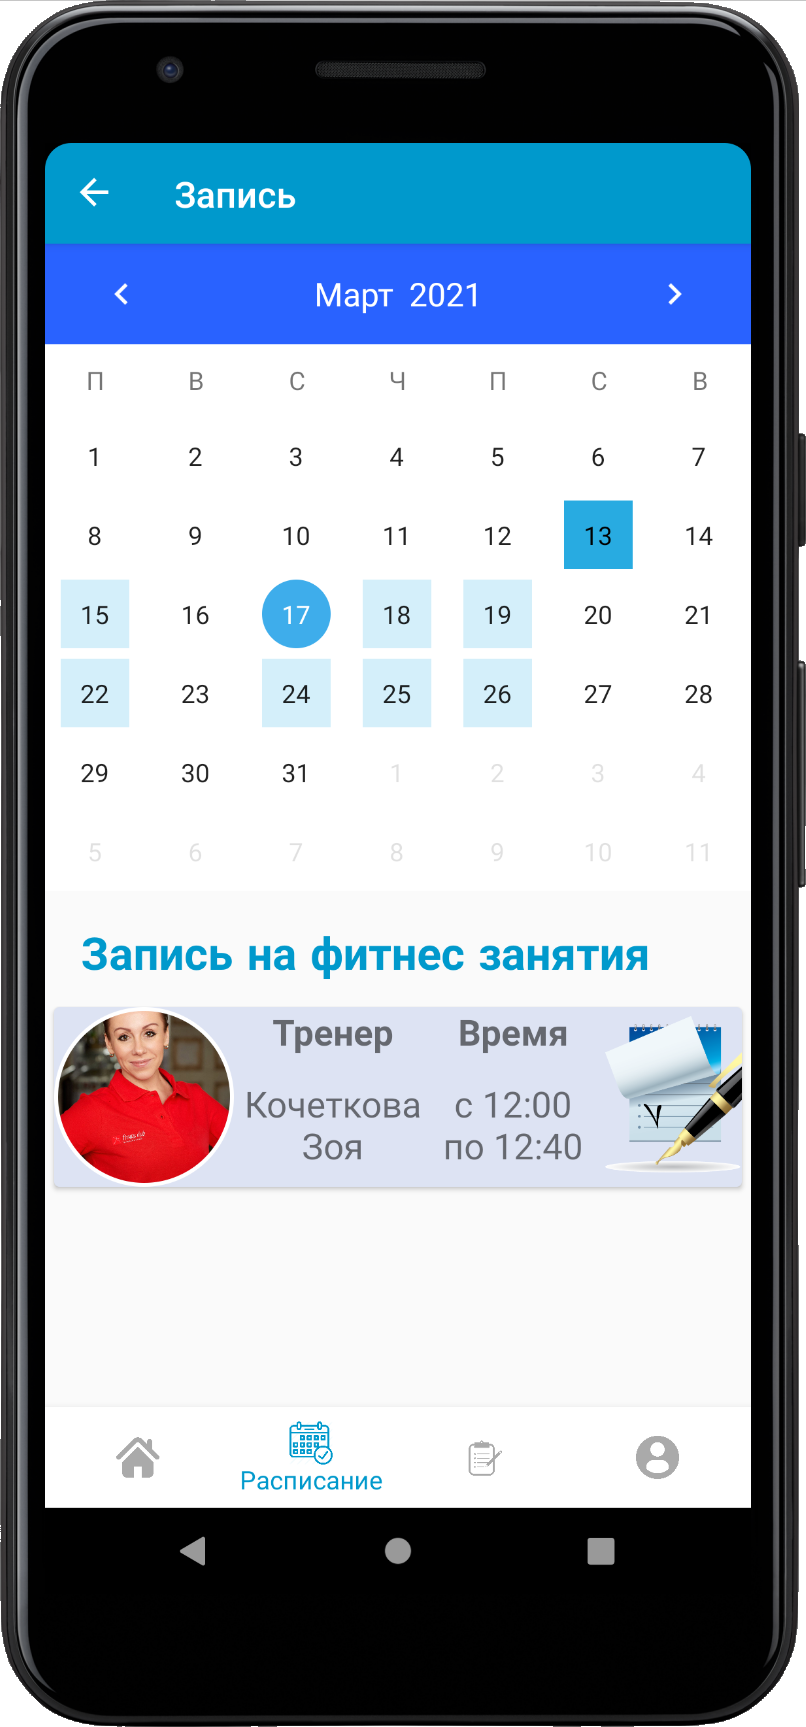 Запись
Март 2021
П В С Ч П С В
1 2 3 4 5 6 7
8 9 10 11 12 13 14
15 16 17 18 19 20 21
22 23 24 25 26 27 28
29 30 31 1 2 3 4
5 6 7 8 9 10 11
Запись на фитнес занятия
Тренер Время
Кочеткова с 12:00
Зоя по 12:40
Расписание